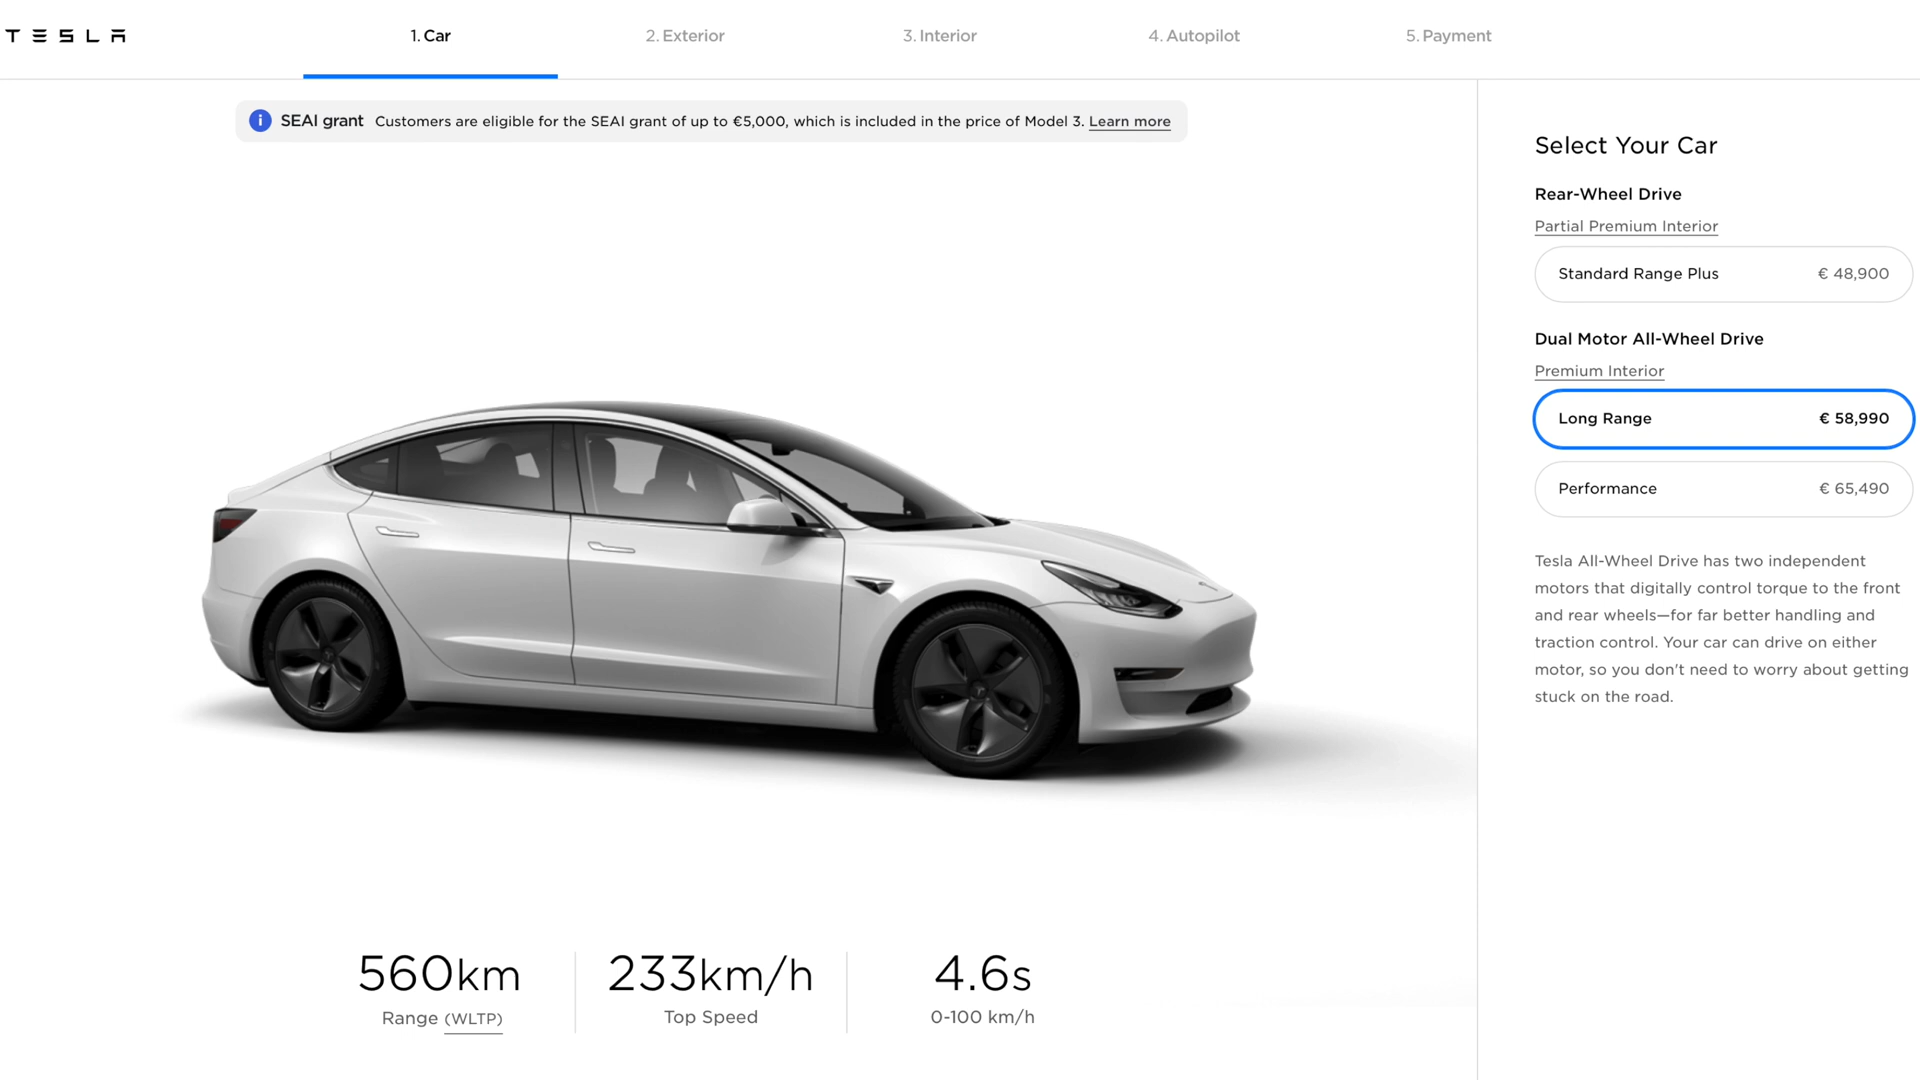 TESLA
1. Car
2. Exterior
3. Interior
4. Autopilot
5. Payment
i SEAI grant Customers are eligible for the SEAI grant of up to €5,000, which is included in the price of Model 3. Learn more
Select Your Car
Rear-Wheel Drive
Partial Premium Interior
Standard Range Plus € 48,900
Dual Motor All-Wheel Drive
Premium Interior
Long Range € 58,990
Performance € 65,490
Tesla All-Wheel Drive has two independent
motors that digitally control torque to the front
and rear wheels—for far better handling and
traction control. Your car can drive on either
motor, so you don't need to worry about getting
stuck on the road.
560km
Range (WLTP)
233km/h
Top Speed
4.6s
0-100 km/h